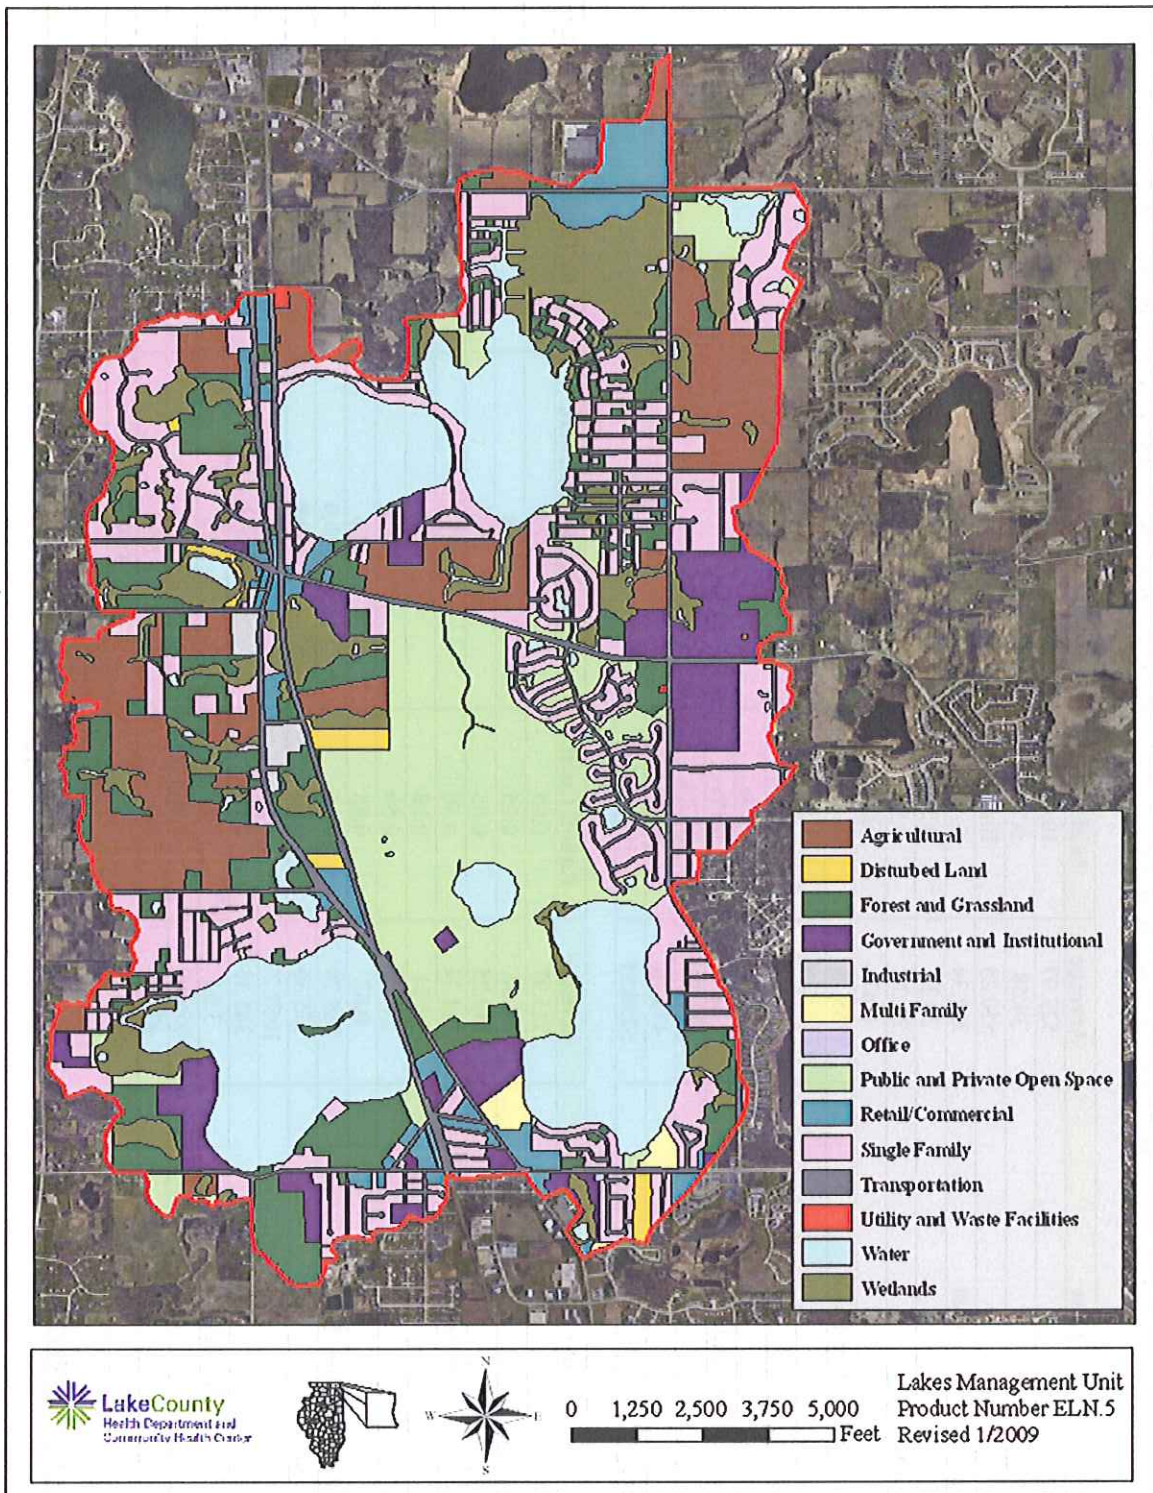 Agricultural
Disturbed Land
Forest and Grassland
Government and Institutional
Industrial
Multi Family
Office
Public and Private Open Space
Retail/Commercial
Single Family
Transportation
Utility and Waste Facilities
Water
Wetlands
LakeCounty
Health Department and
Community Health Center
N
W
E
S
0 1,250 2,500 3,750 5,000
Feet
Lakes Management Unit
Product Number ELN.5
Revised 1/2009